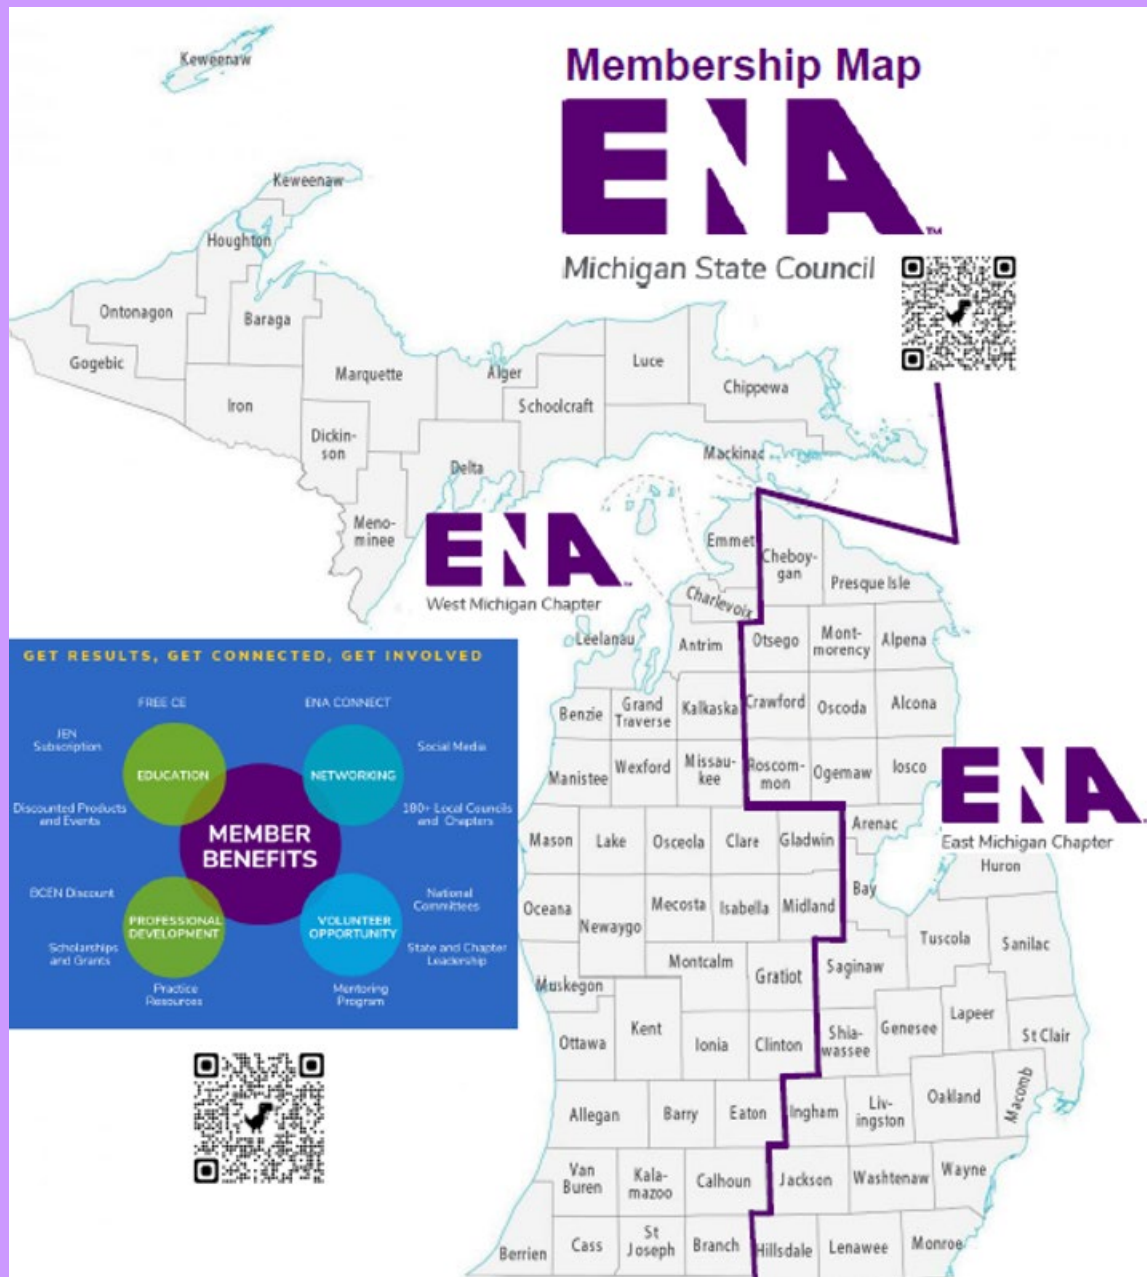 Membership Map
ENA™
Michigan State Council
Keweenaw
Keweenaw
Houghton
Ontonagon
Baraga
Gogebic
Marquette
Alger
Luce
Chippewa
Iron
Schoolcraft
Dickin-
son
Mackinac
Delta
Meno-
minee
ENA
West Michigan Chapter
Emmet
Cheboy-
gan
Presque Isle
Charlevoix
Leelanau
Antrim
Otsego
Mont-
morency
Alpena
Benzie
Grand
Traverse
Kalkaska
Crawford
Oscoda
Alcona
Manistee
Wexford
Missau-
kee
Roscom-
mon
Ogemaw
Iosco
ENA
East Michigan Chapter
Mason
Lake
Osceola
Clare
Gladwin
Arenac
Huron
Oceana
Newaygo
Mecosta
Isabella
Midland
Bay
Tuscola
Sanilac
Muskegon
Montcalm
Gratiot
Saginaw
Ottawa
Kent
Ionia
Clinton
Shia-
wassee
Genesee
Lapeer
St Clair
Allegan
Barry
Eaton
Ingham
Liv-
ingston
Oakland
Macomb
Van
Buren
Kala-
mazoo
Calhoun
Jackson
Washtenaw
Wayne
Berrien
Cass
St
Joseph
Branch
Hillsdale
Lenawee
Monroe
GET RESULTS, GET CONNECTED, GET INVOLVED
FREE CE
ENA CONNECT
JEN
Subscription
EDUCATION
NETWORKING
Social Media
Discounted Products
and Events
180+ Local Councils
and Chapters
MEMBER
BENEFITS
BCEN Discount
PROFESSIONAL
DEVELOPMENT
VOLUNTEER
OPPORTUNITY
National
Committees
Scholarships
and Grants
State and Chapter
Leadership
Practice
Resources
Mentoring
Program